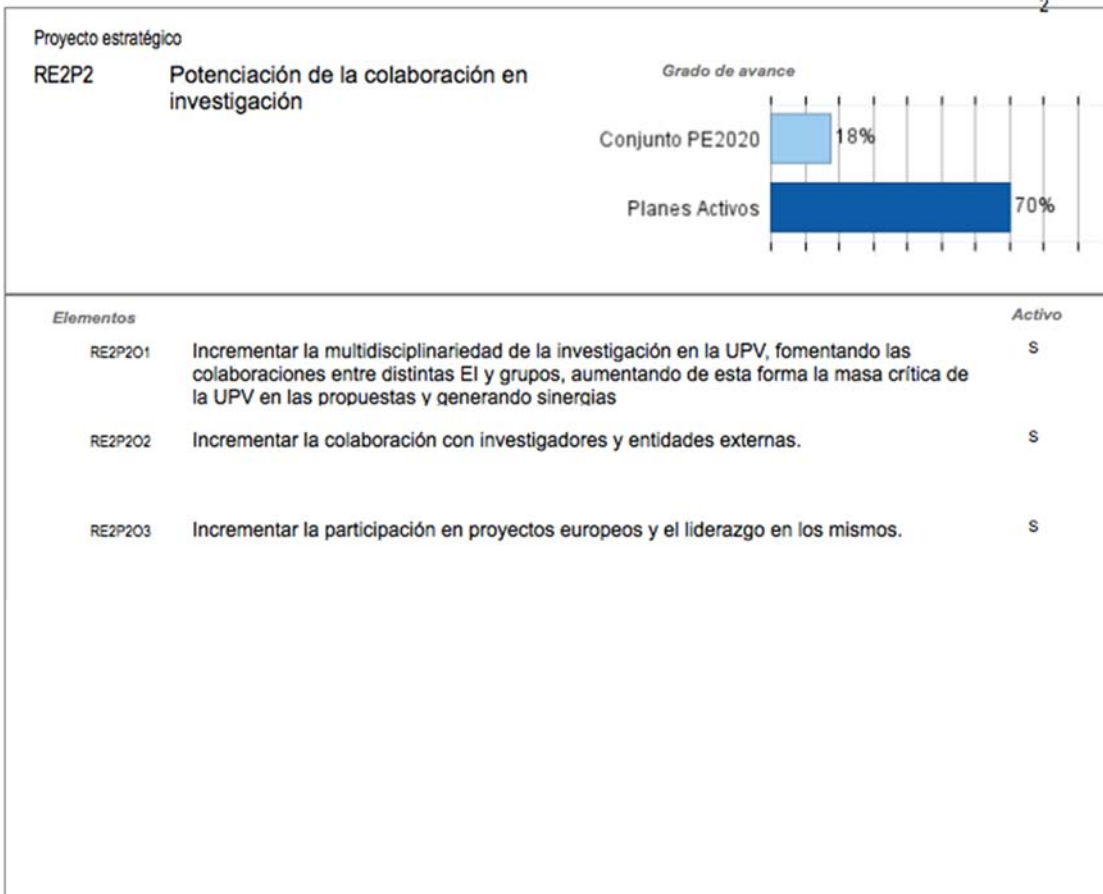 2
Proyecto estratégico
RE2P2 Potenciación de la colaboración en
investigación
Grado de avance
Conjunto PE2020 18%
Planes Activos 70%
Elementos Activo
RE2P2O1 Incrementar la multidisciplinariedad de la investigación en la UPV, fomentando las S
colaboraciones entre distintas EI y grupos, aumentando de esta forma la masa crítica de
la UPV en las propuestas y generando sinergias
RE2P2O2 Incrementar la colaboración con investigadores y entidades externas. S
RE2P2O3 Incrementar la participación en proyectos europeos y el liderazgo en los mismos. S